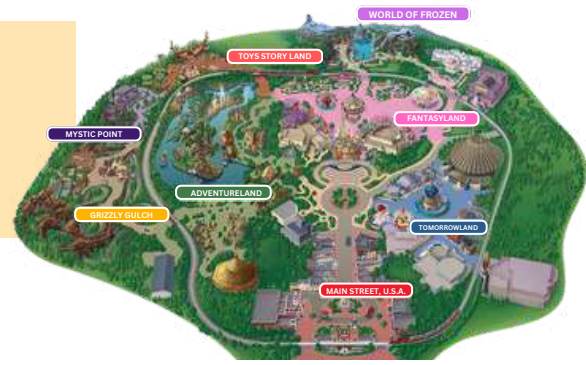 WORLD OF FROZEN
TOYS STORY LAND
FANTASYLAND
MYSTIC POINT
ADVENTURELAND
GRIZZLY GULCH
TOMORROWLAND
MAIN STREET, U.S.A.